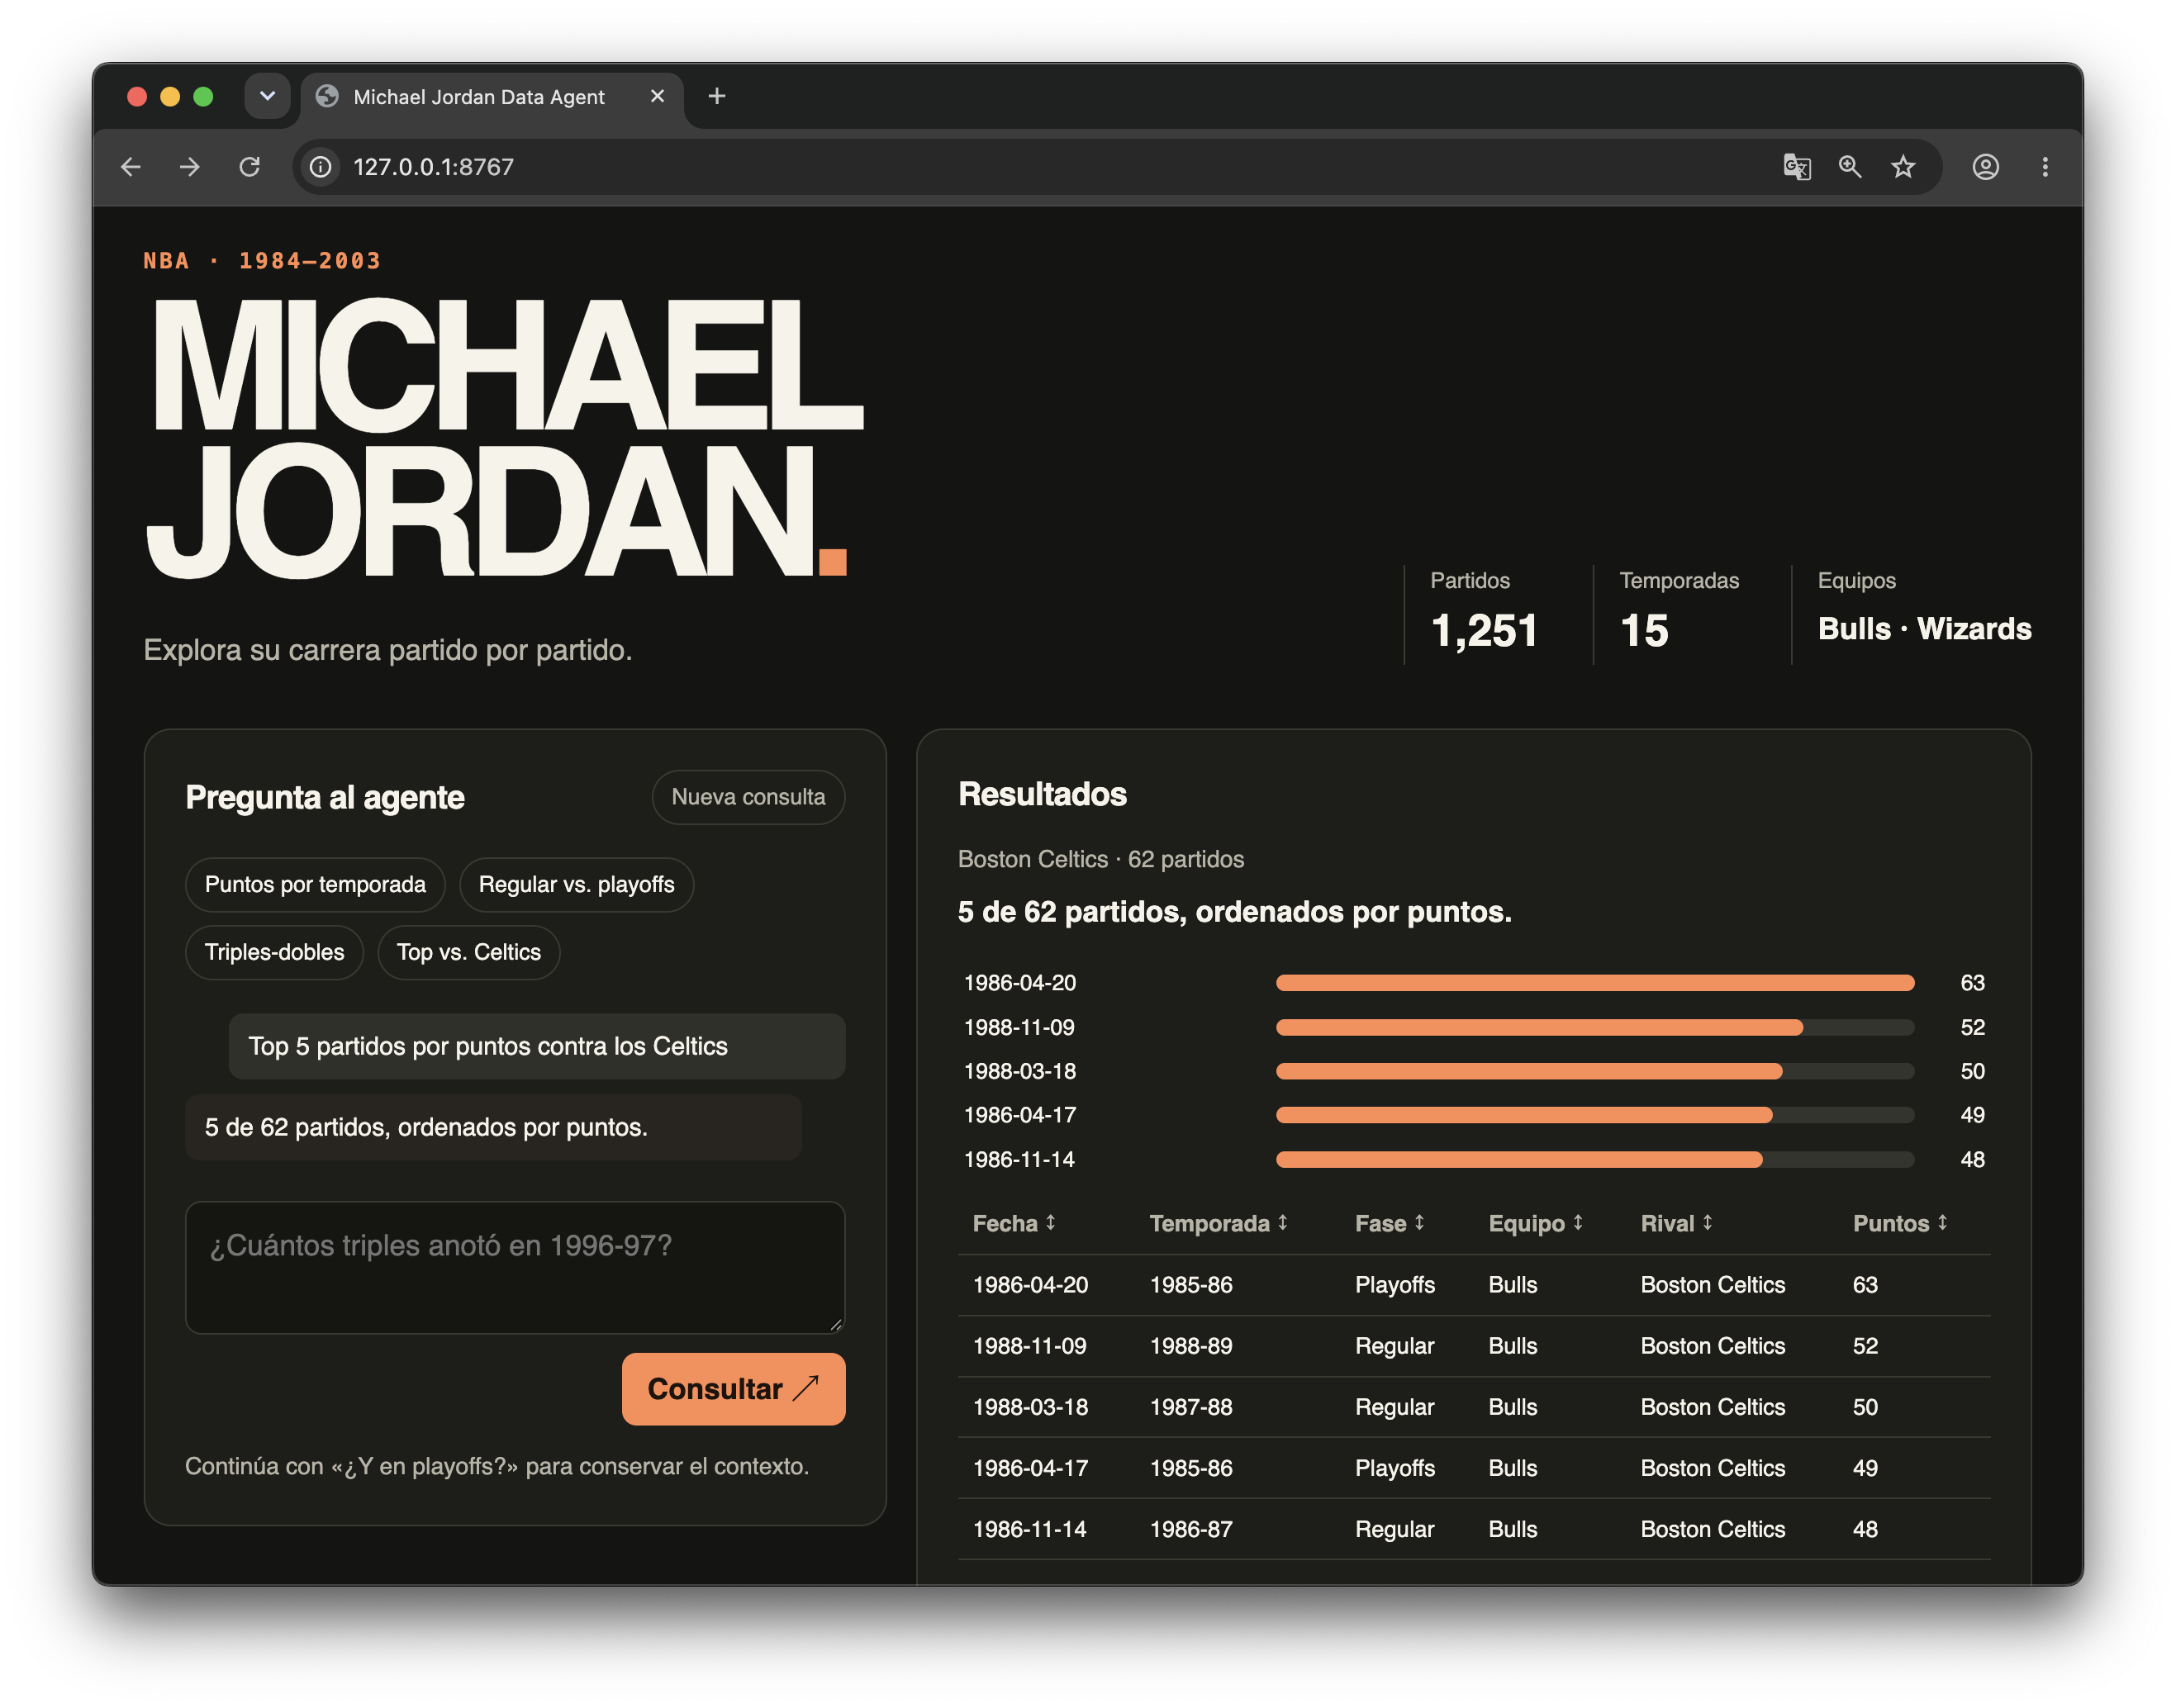 Michael Jordan Data Agent
127.0.0.1:8767
NBA · 1984—2003
MICHAEL
JORDAN.
Explora su carrera partido por partido.
Partidos
1,251
Temporadas
15
Equipos
Bulls · Wizards
Pregunta al agente
Nueva consulta
Puntos por temporada
Regular vs. playoffs
Triples-dobles
Top vs. Celtics
Top 5 partidos por puntos contra los Celtics
5 de 62 partidos, ordenados por puntos.
¿Cuántos triples anotó en 1996-97?
Consultar ↗
Continúa con «¿Y en playoffs?» para conservar el contexto.
Resultados
Boston Celtics · 62 partidos
5 de 62 partidos, ordenados por puntos.
1986-04-20 63
1988-11-09 52
1988-03-18 50
1986-04-17 49
1986-11-14 48
Fecha ↕ Temporada ↕ Fase ↕ Equipo ↕ Rival ↕ Puntos ↕
1986-04-20 1985-86 Playoffs Bulls Boston Celtics 63
1988-11-09 1988-89 Regular Bulls Boston Celtics 52
1988-03-18 1987-88 Regular Bulls Boston Celtics 50
1986-04-17 1985-86 Playoffs Bulls Boston Celtics 49
1986-11-14 1986-87 Regular Bulls Boston Celtics 48